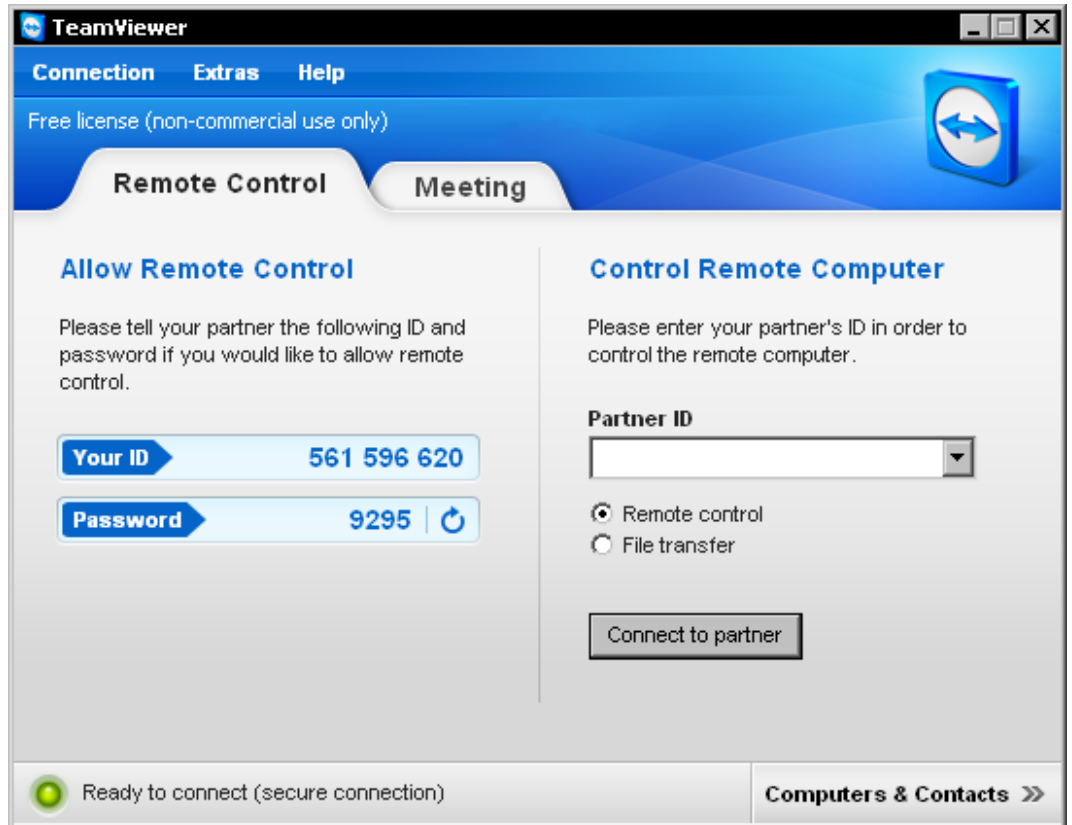 TeamViewer
Connection Extras Help
Free license (non-commercial use only)
Remote Control Meeting
Allow Remote Control
Please tell your partner the following ID and
password if you would like to allow remote
control.
Your ID 561 596 620
Password 9295
Control Remote Computer
Please enter your partner's ID in order to
control the remote computer.
Partner ID
Remote control
File transfer
Connect to partner
Ready to connect (secure connection)
Computers & Contacts >>